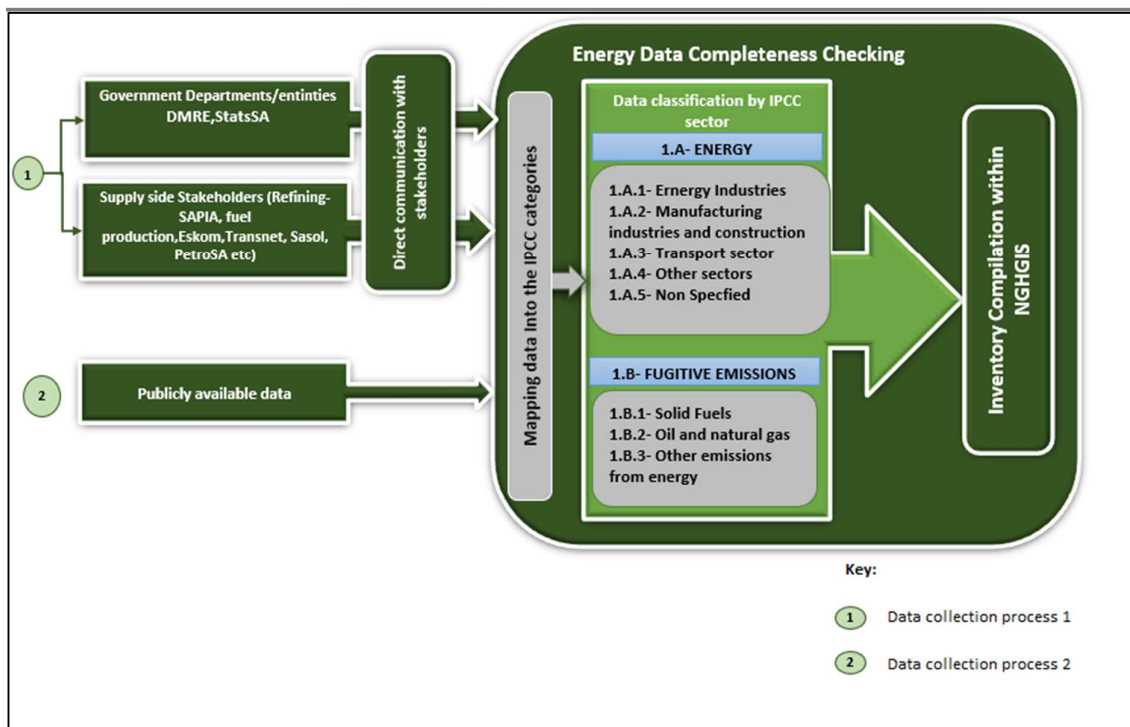 Energy Data Completeness Checking
Government Departments/entinties
DMRE,StatsSA
1
Supply side Stakeholders (Refining-
SAPIA, fuel
production,Eskom,Transnet, Sasol,
PetroSA etc)
Direct communication with
stakeholders
2
Publicly available data
Mapping data Into the IPCC categories
Data classification by IPCC
sector
1.A- ENERGY
1.A.1- Ernergy Industries
1.A.2- Manufacturing
industries and construction
1.A.3- Transport sector
1.A.4- Other sectors
1.A.5- Non Specfied
1.B- FUGITIVE EMISSIONS
1.B.1- Solid Fuels
1.B.2- Oil and natural gas
1.B.3- Other emissions
from energy
Inventory Compilation within
NGHGIS
Key:
1 Data collection process 1
2 Data collection process 2